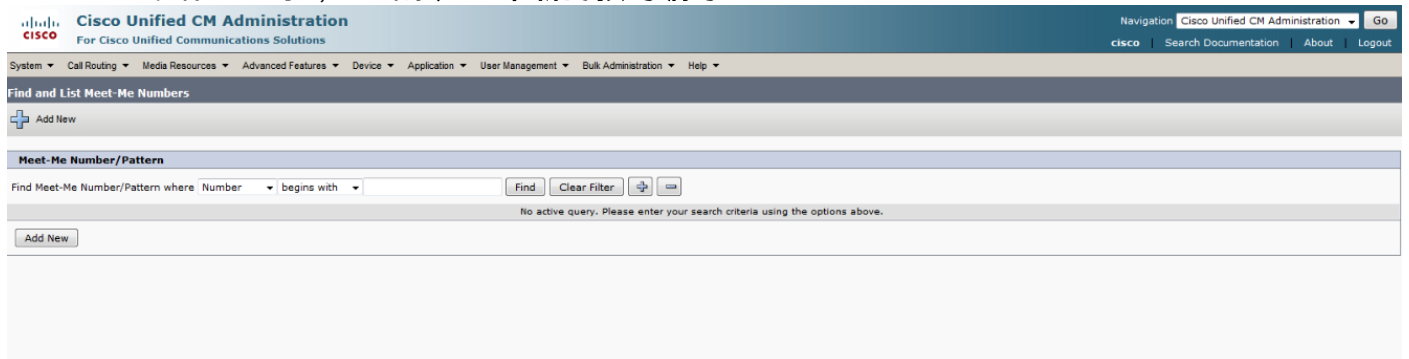 Cisco Unified CM Administration
For Cisco Unified Communications Solutions
CISCO
Navigation Cisco Unified CM Administration Go
cisco | Search Documentation | About | Logout
System Call Routing Media Resources Advanced Features Device Application User Management Bulk Administration Help
Find and List Meet-Me Numbers
Add New
Meet-Me Number/Pattern
Find Meet-Me Number/Pattern where Number begins with Find Clear Filter
No active query. Please enter your search criteria using the options above.
Add New